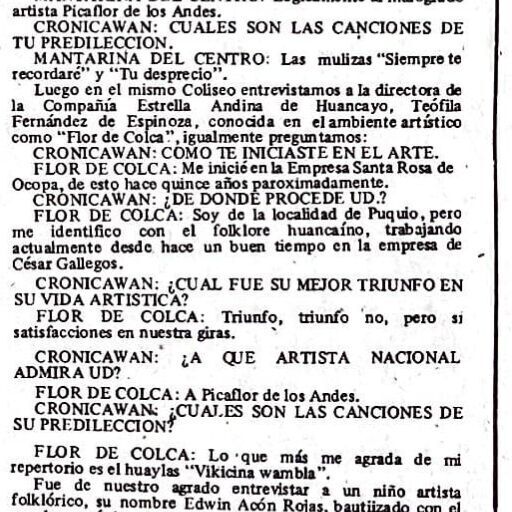 artista Picaflor de los Andes.
CRONICAWAN: CUALES SON LAS CANCIONES DE
TU PREDILECCION.
MANTARINA DEL CENTRO: Las mulizas “Siempre te
recordaré” y “Tu desprecio”.
Luego en el mismo Coliseo entrevistamos a la directora de
la Compañía Estrella Andina de Huancayo, Teófila
Fernández de Espinoza, conocida en el ambiente artístico
como “Flor de Colca”, igualmente preguntamos:
CRONICAWAN: COMO TE INICIASTE EN EL ARTE.
FLOR DE COLCA: Me inicié en la Empresa Santa Rosa de
Ocopa, de esto hace quince años paroximadamente.
CRONICAWAN: ¿DE DONDE PROCEDE UD.?
FLOR DE COLCA: Soy de la localidad de Puquio, pero
me identifico con el folklore huancaíno, trabajando
actualmente desde hace un buen tiempo en la empresa de
César Gallegos.
CRONICAWAN: ¿CUAL FUE SU MEJOR TRIUNFO EN
SU VIDA ARTISTICA?
FLOR DE COLCA: Triunfo, triunfo no, pero sí
satisfacciones en nuestra giras.
CRONICAWAN: ¿A QUE ARTISTA NACIONAL
ADMIRA UD?
FLOR DE COLCA: A Picaflor de los Andes.
CRONICAWAN: ¿CUALES SON LAS CANCIONES DE
SU PREDILECCION?
FLOR DE COLCA: Lo que más me agrada de mi
repertorio es el huaylas “Vikicina wambla”.
Fue de nuestro agrado entrevistar a un niño artista
folklórico, su nombre Edwin Acón Rojas, bautiizado con el